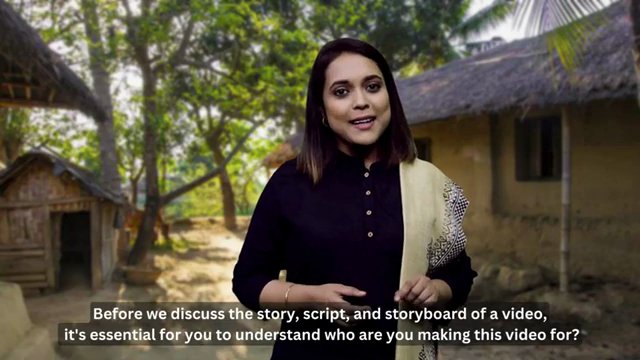 Before we discuss the story, script, and storyboard of a video,
it's essential for you to understand who are you making this video for?